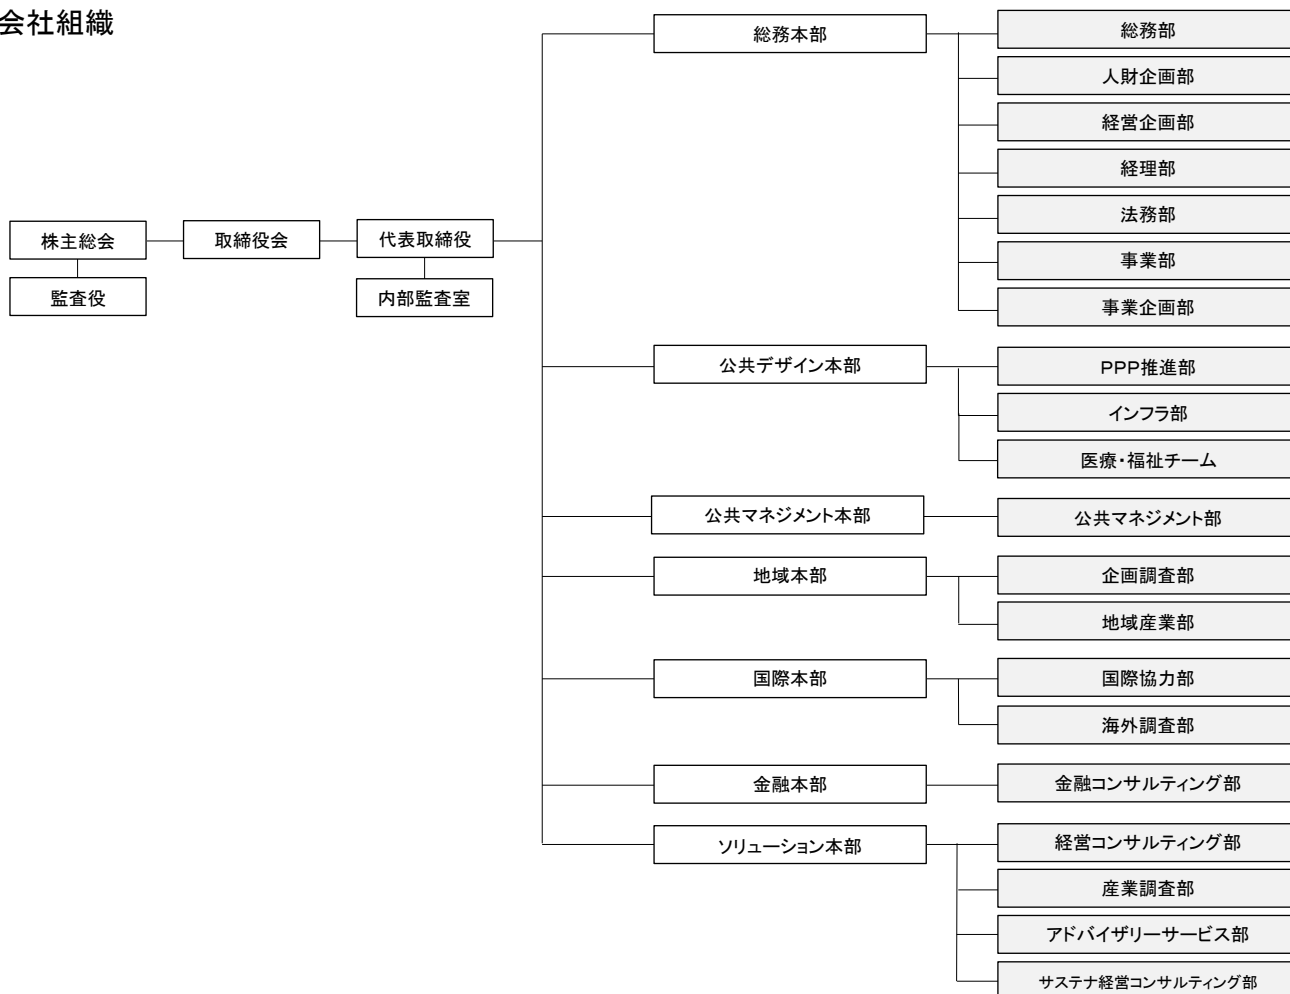 会社組織
株主総会
監査役
取締役会
代表取締役
内部監査室
総務本部
総務部
人財企画部
経営企画部
経理部
法務部
事業部
事業企画部
公共デザイン本部
PPP推進部
インフラ部
医療・福祉チーム
公共マネジメント本部
公共マネジメント部
地域本部
企画調査部
地域産業部
国際本部
国際協力部
海外調査部
金融本部
金融コンサルティング部
ソリューション本部
経営コンサルティング部
産業調査部
アドバイザリーサービス部
サステナ経営コンサルティング部